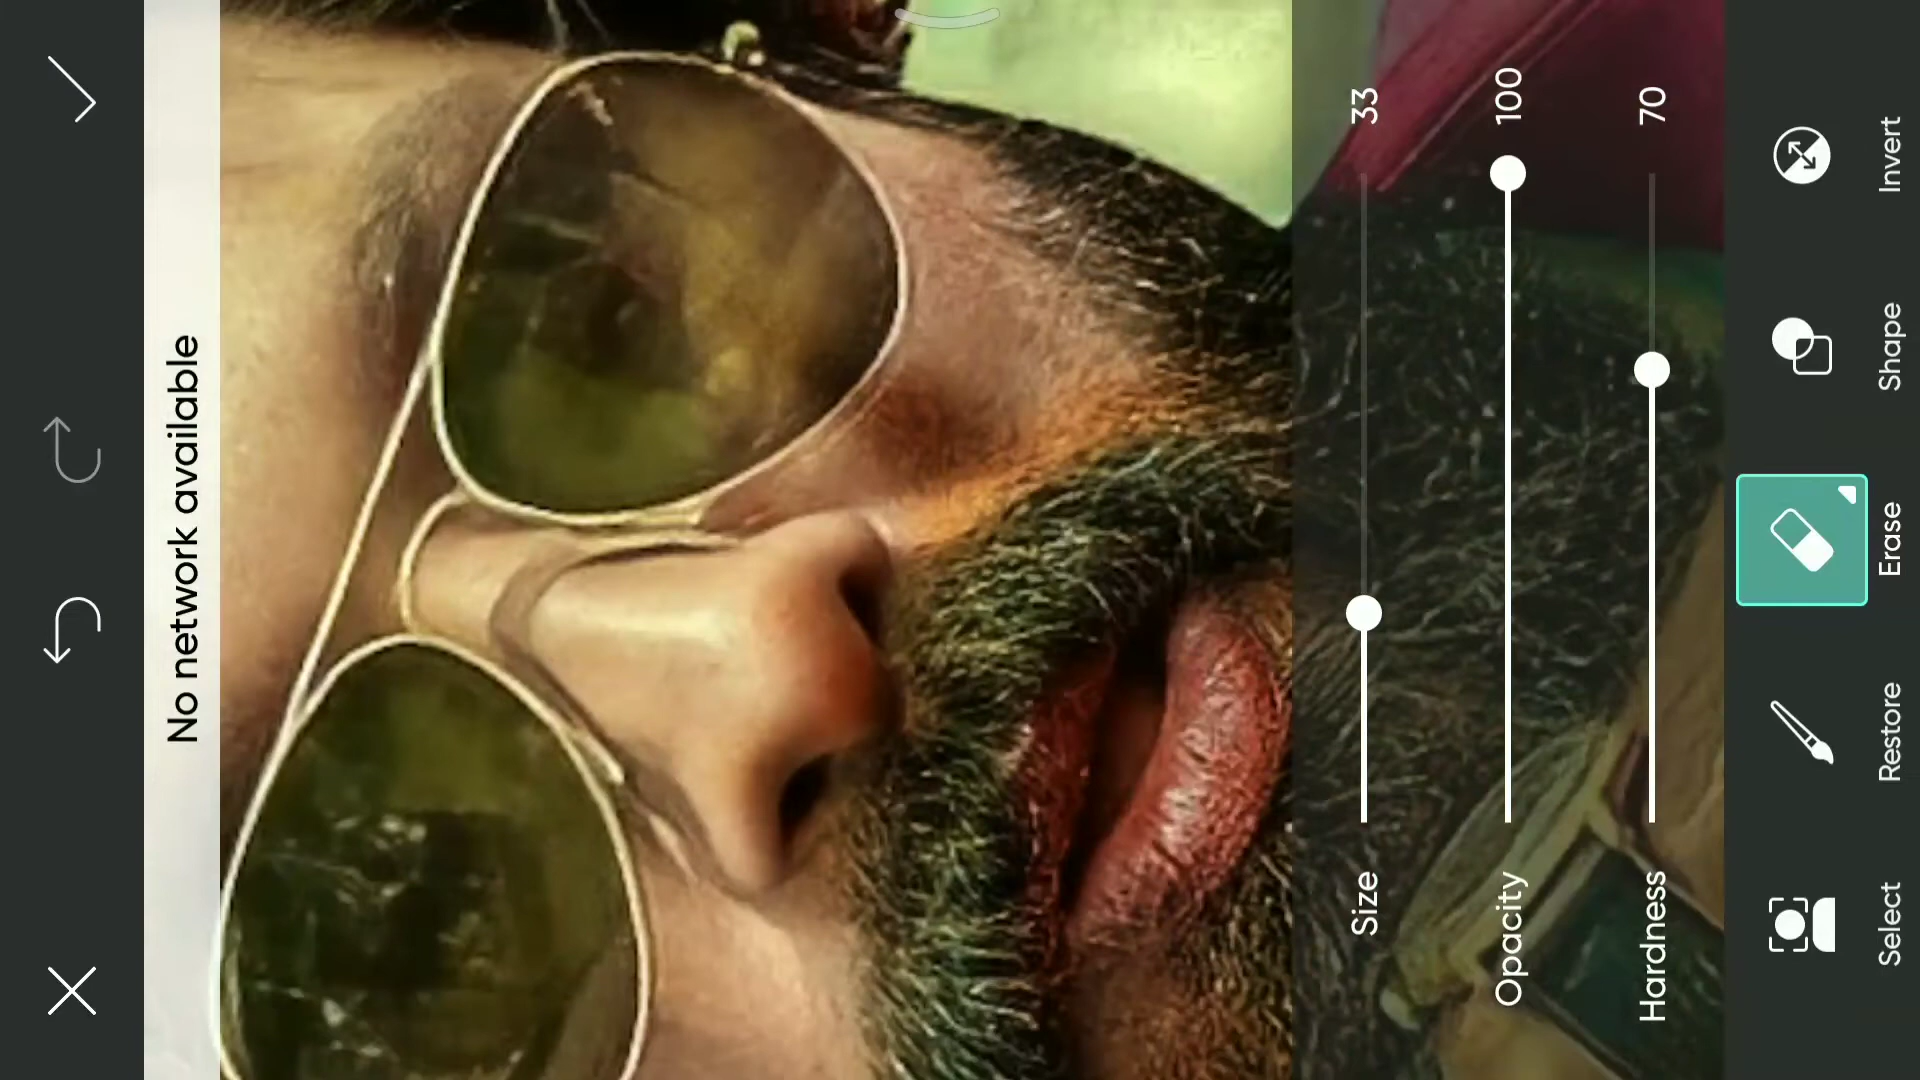 No network available
Size 33
Opacity 100
Hardness 70
Select Restore Erase Shape Invert